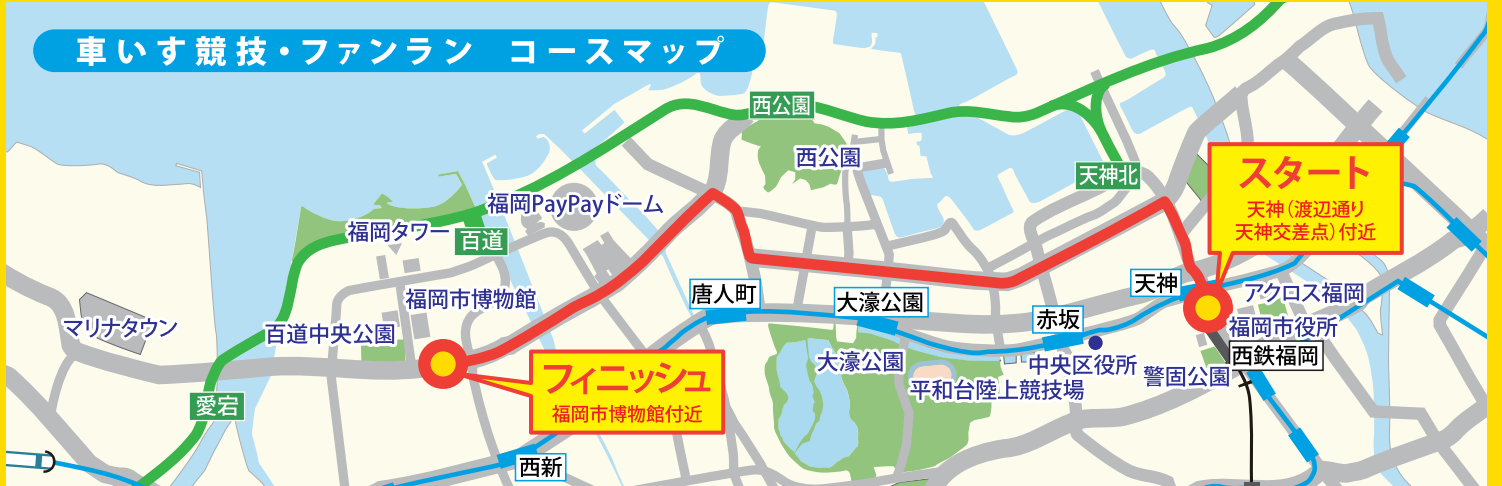 車いす競技・ファンラン コースマップ
西公園
西公園
天神北
スタート
天神(渡辺通り
天神交差点)付近
福岡PayPayドーム
福岡タワー
百道
天神
唐人町
大濠公園
アクロス福岡
福岡市博物館
赤坂
マリナタウン
福岡市役所
百道中央公園
西鉄福岡
大濠公園
中央区役所
警固公園
平和台陸上競技場
フィニッシュ
福岡市博物館付近
愛宕
西新